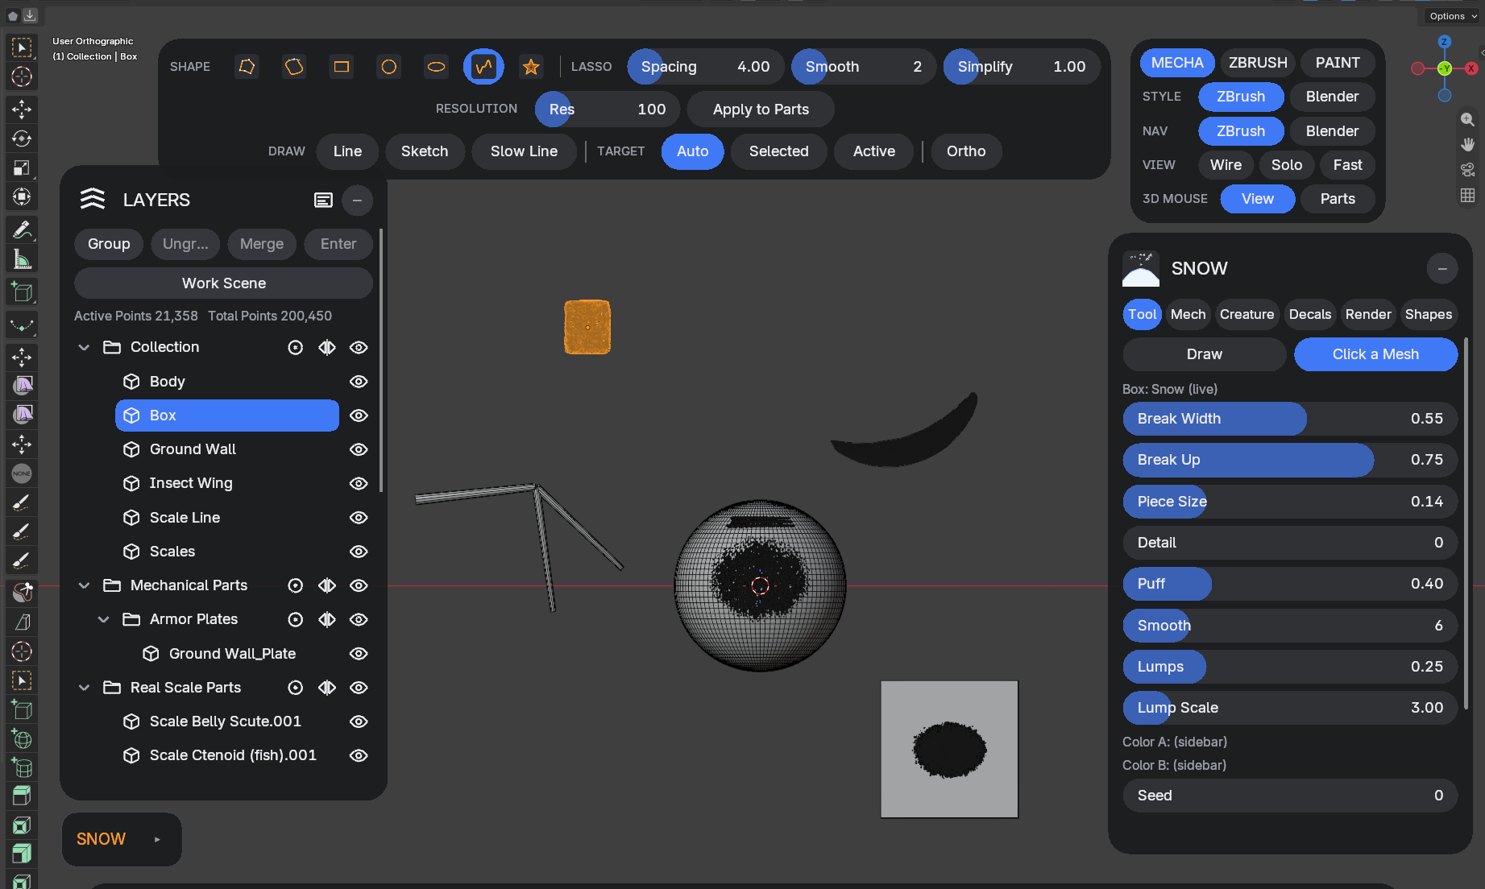 Options
User Orthographic
(1) Collection | Box
SHAPE LASSO Spacing 4.00 Smooth 2 Simplify 1.00
RESOLUTION Res 100 Apply to Parts
DRAW Line Sketch Slow Line TARGET Auto Selected Active Ortho
MECHA ZBRUSH PAINT
STYLE ZBrush Blender
NAV ZBrush Blender
VIEW Wire Solo Fast
3D MOUSE View Parts
Z
Y
X
LAYERS
Group Ungr... Merge Enter
Work Scene
Active Points 21,358 Total Points 200,450
Collection
Body
Box
Ground Wall
Insect Wing
Scale Line
Scales
Mechanical Parts
Armor Plates
Ground Wall_Plate
Real Scale Parts
Scale Belly Scute.001
Scale Ctenoid (fish).001
NONE
SNOW
SNOW
Tool Mech Creature Decals Render Shapes
Draw Click a Mesh
Box: Snow (live)
Break Width 0.55
Break Up 0.75
Piece Size 0.14
Detail 0
Puff 0.40
Smooth 6
Lumps 0.25
Lump Scale 3.00
Color A: (sidebar)
Color B: (sidebar)
Seed 0